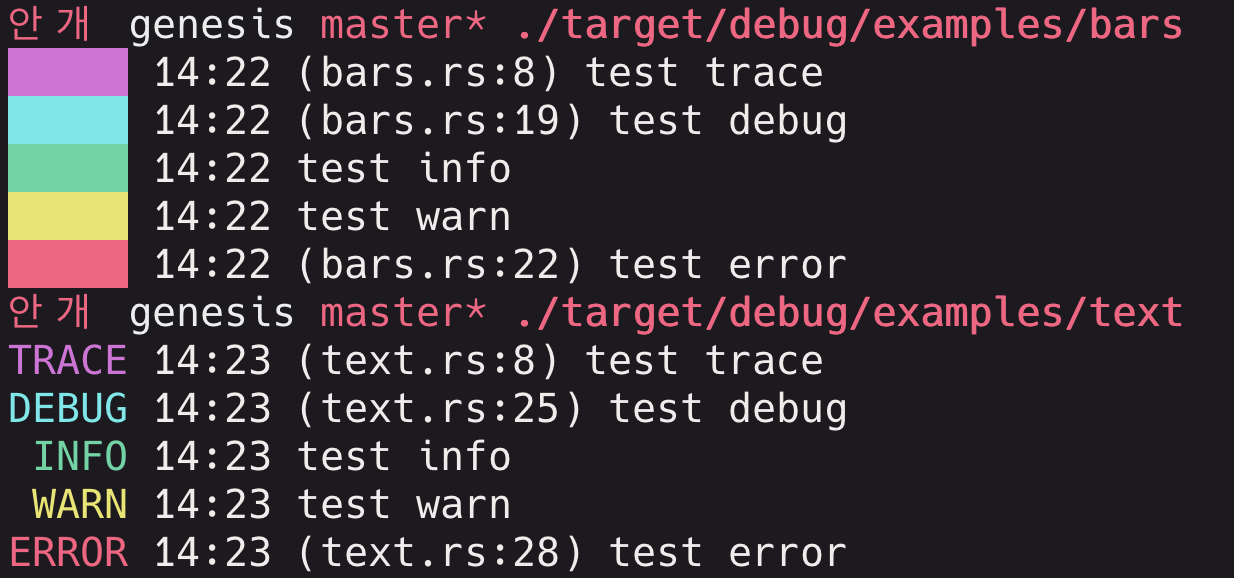 안 개 genesis master* ./target/debug/examples/bars
14:22 (bars.rs:8) test trace
14:22 (bars.rs:19) test debug
14:22 test info
14:22 test warn
14:22 (bars.rs:22) test error
안 개 genesis master* ./target/debug/examples/text
TRACE 14:23 (text.rs:8) test trace
DEBUG 14:23 (text.rs:25) test debug
INFO 14:23 test info
WARN 14:23 test warn
ERROR 14:23 (text.rs:28) test error